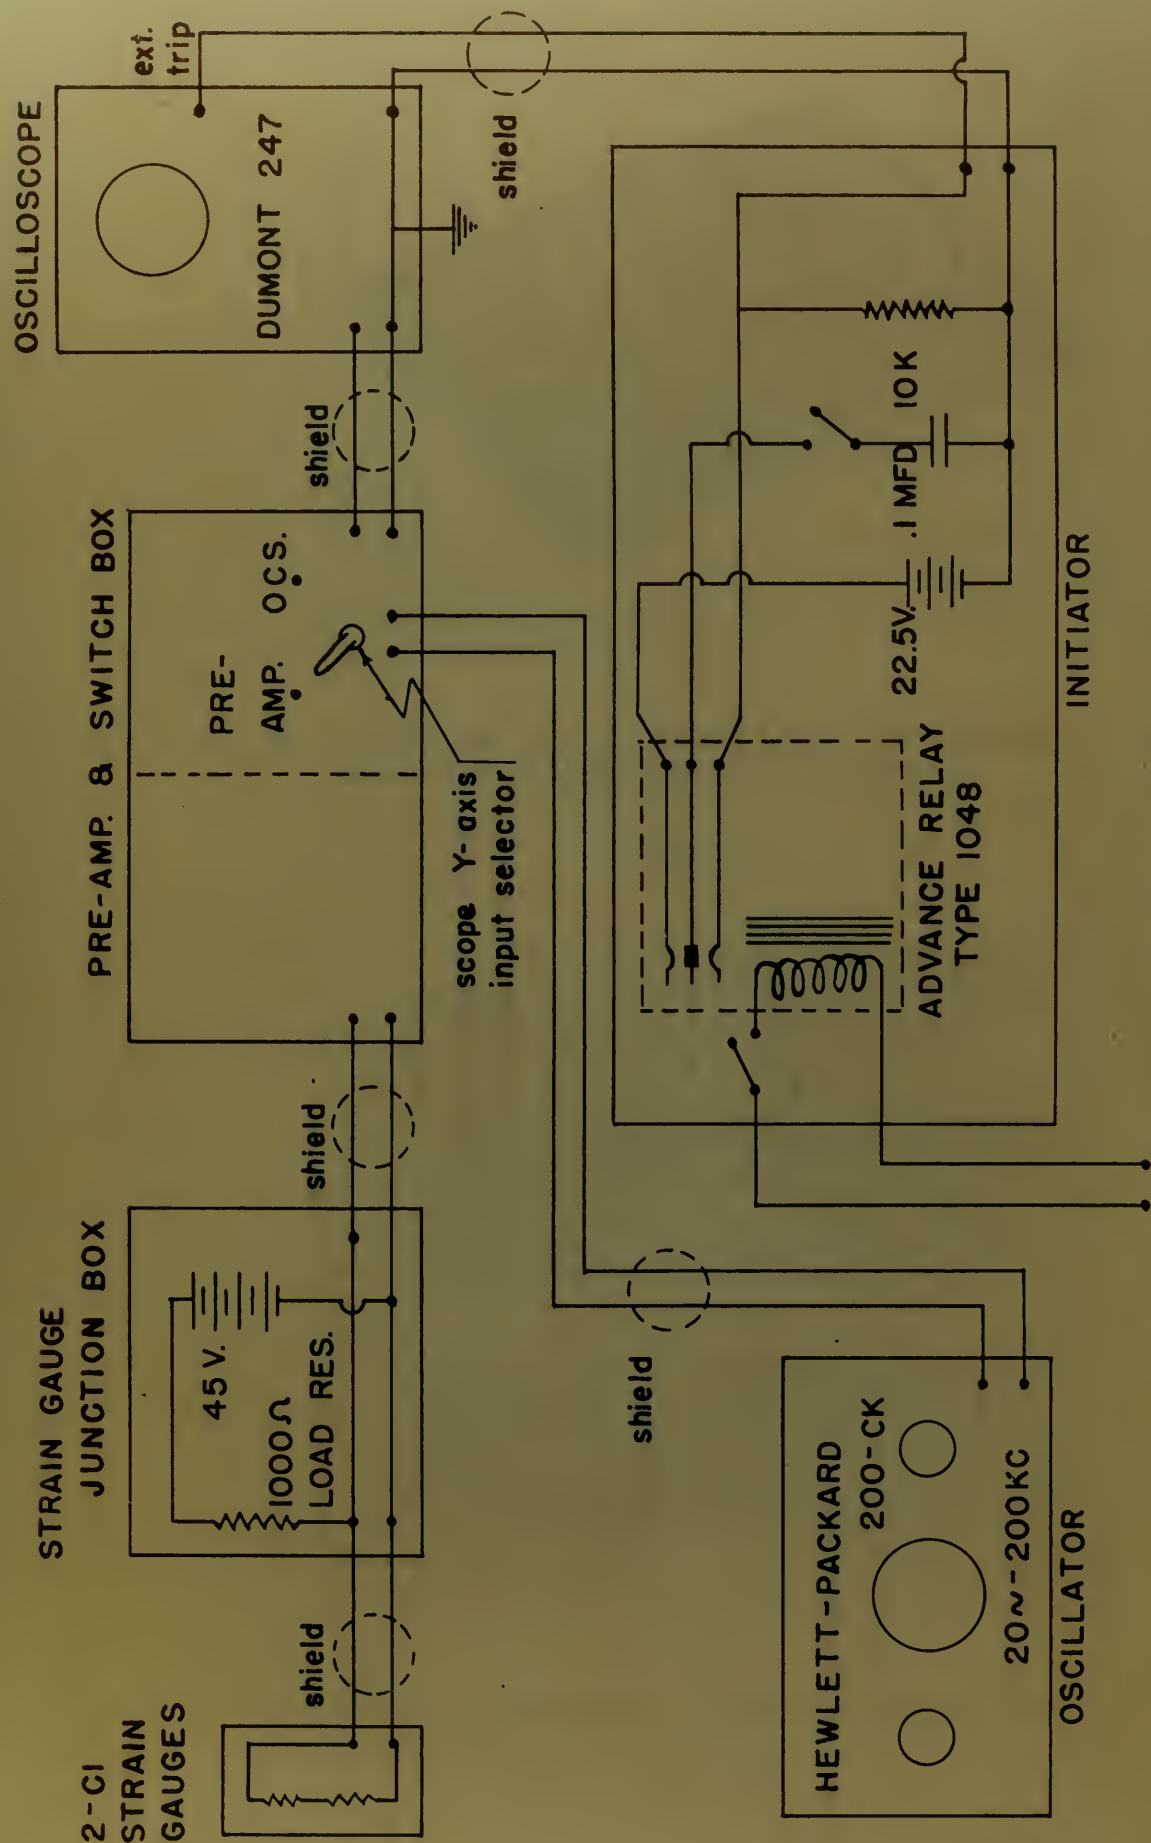 2-C1
STRAIN
GAUGES
shield
STRAIN GAUGE
JUNCTION BOX
45 V.
1000Ω
LOAD RES.
shield
PRE-AMP. & SWITCH BOX
PRE-
AMP.
OCS.
scope Y-axis
input selector
shield
OSCILLOSCOPE
DUMONT 247
ext.
trip
shield
shield
HEWLETT-PACKARD
200-CK
20~-200KC
OSCILLATOR
ADVANCE RELAY
TYPE 1048
22.5V.
.1 MFD
10K
INITIATOR